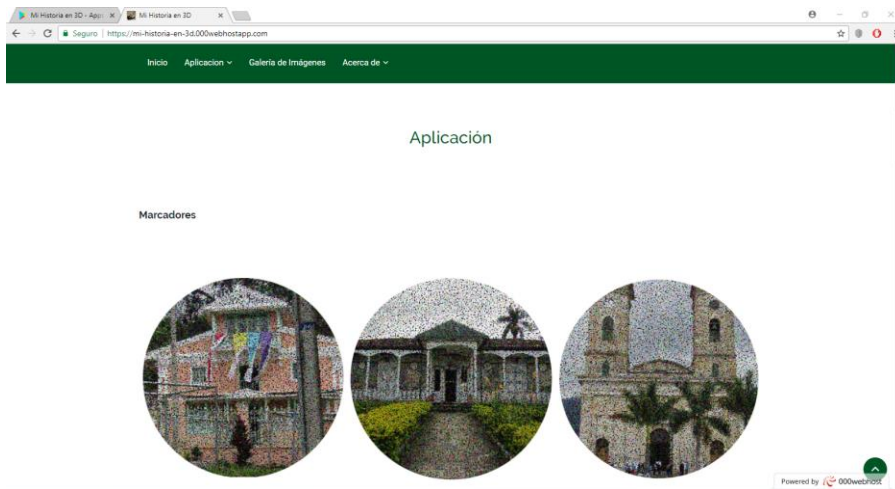 Mi Historia en 3D - Apps
Mi Historia en 3D
Seguro | https://mi-historia-en-3d.000webhostapp.com
Inicio Aplicacion Galería de Imágenes Acerca de
Aplicación
Marcadores
Powered by 000webhost